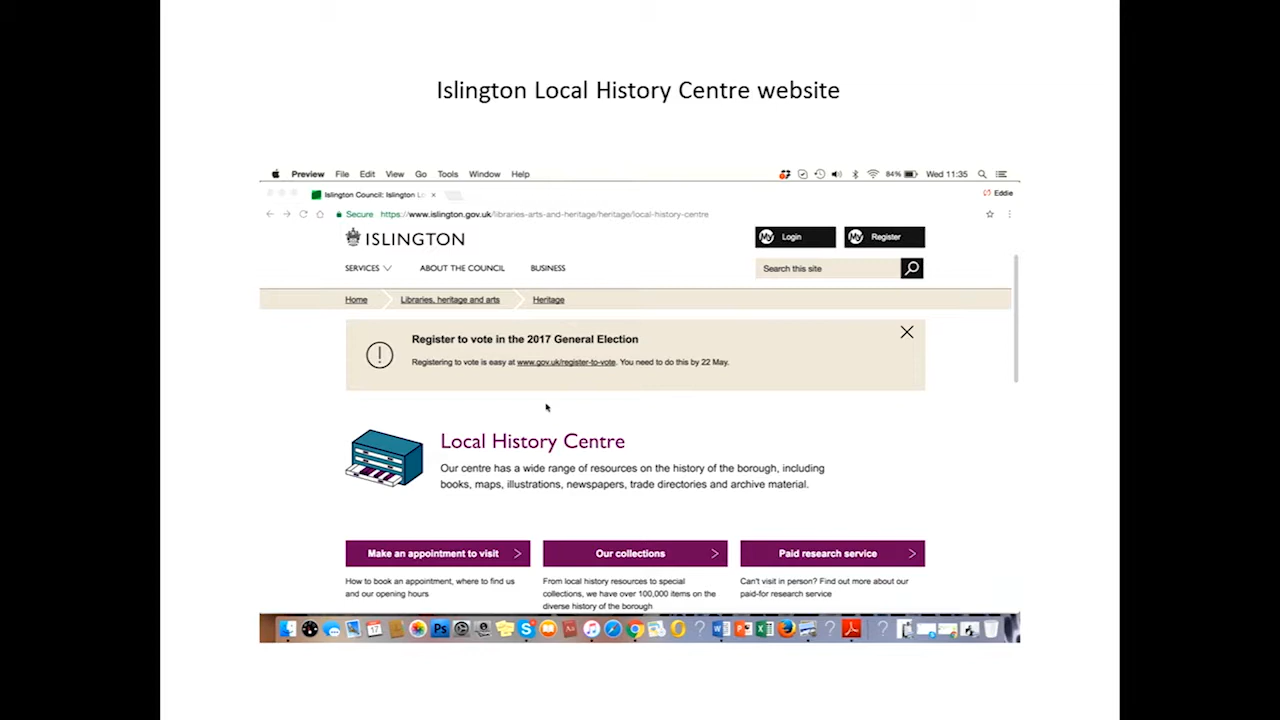 Islington Local History Centre website
Preview File Edit View Go Tools Window Help 84% Wed 11:35
Islington Council: Islington Lo
Eddie
Secure https://www.islington.gov.uk/libraries-arts-and-heritage/heritage/local-history-centre
ISLINGTON
My Login My Register
SERVICES ABOUT THE COUNCIL BUSINESS
Search this site
Home Libraries, heritage and arts Heritage
Register to vote in the 2017 General Election
Registering to vote is easy at www.gov.uk/register-to-vote. You need to do this by 22 May.
Local History Centre
Our centre has a wide range of resources on the history of the borough, including
books, maps, illustrations, newspapers, trade directories and archive material.
Make an appointment to visit Our collections Paid research service
How to book an appointment, where to find us
and our opening hours
From local history resources to special
collections, we have over 100,000 items on the
diverse history of the borough
Can't visit in person? Find out more about our
paid-for research service
17 Ps